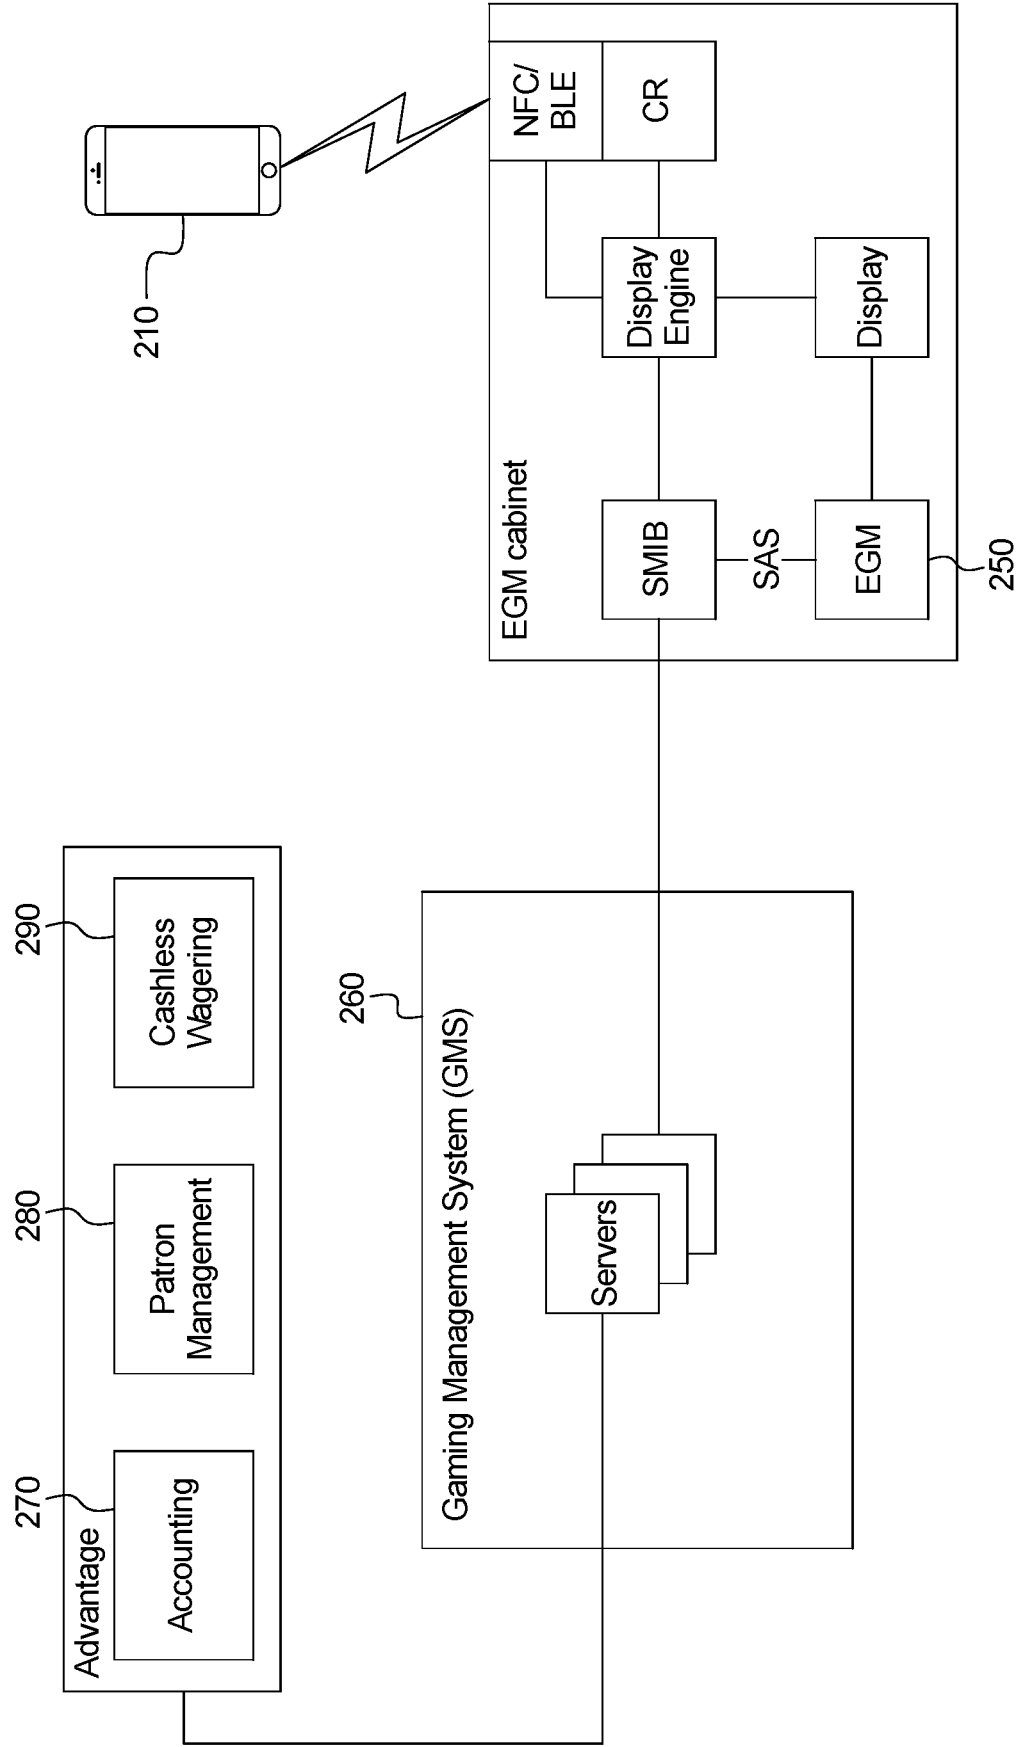 Advantage
270
Accounting
280
Patron
Management
290
Cashless
Wagering
210
Gaming Management System (GMS)
260
Servers
EGM cabinet
NFC/
BLE
CR
SMIB
Display
Engine
SAS
EGM
Display
250